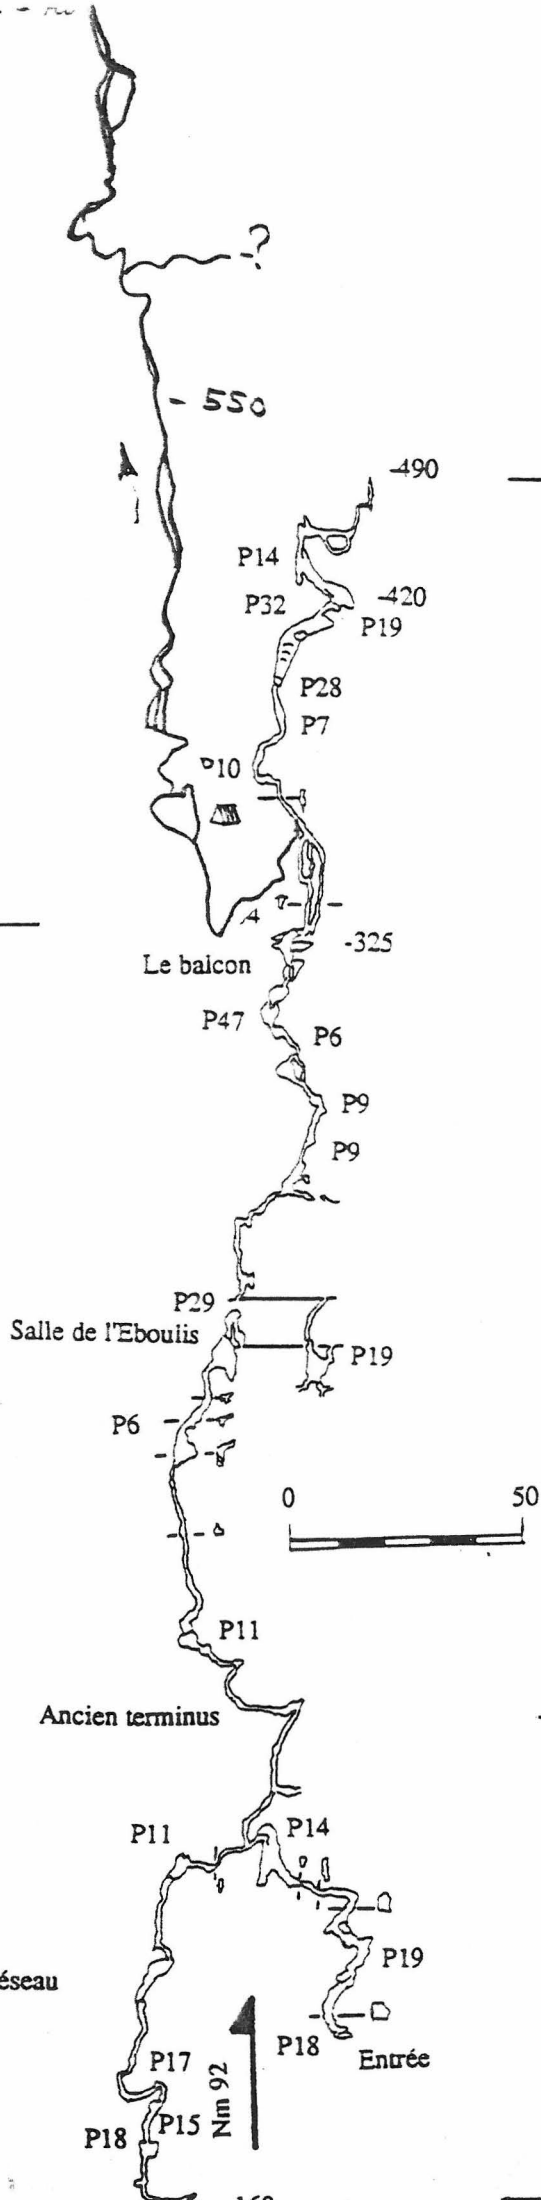 ?
- 550
-490
P14
P32
-420
P19
P28
P7
P10
-325
Le balcon
P47
P6
P9
P9
P29
Salle de l'Eboulis
P19
P6
0
50
P11
Ancien terminus
P11
P14
P19
éseau
P18
Entrée
P17
Nm 92
P15
P18